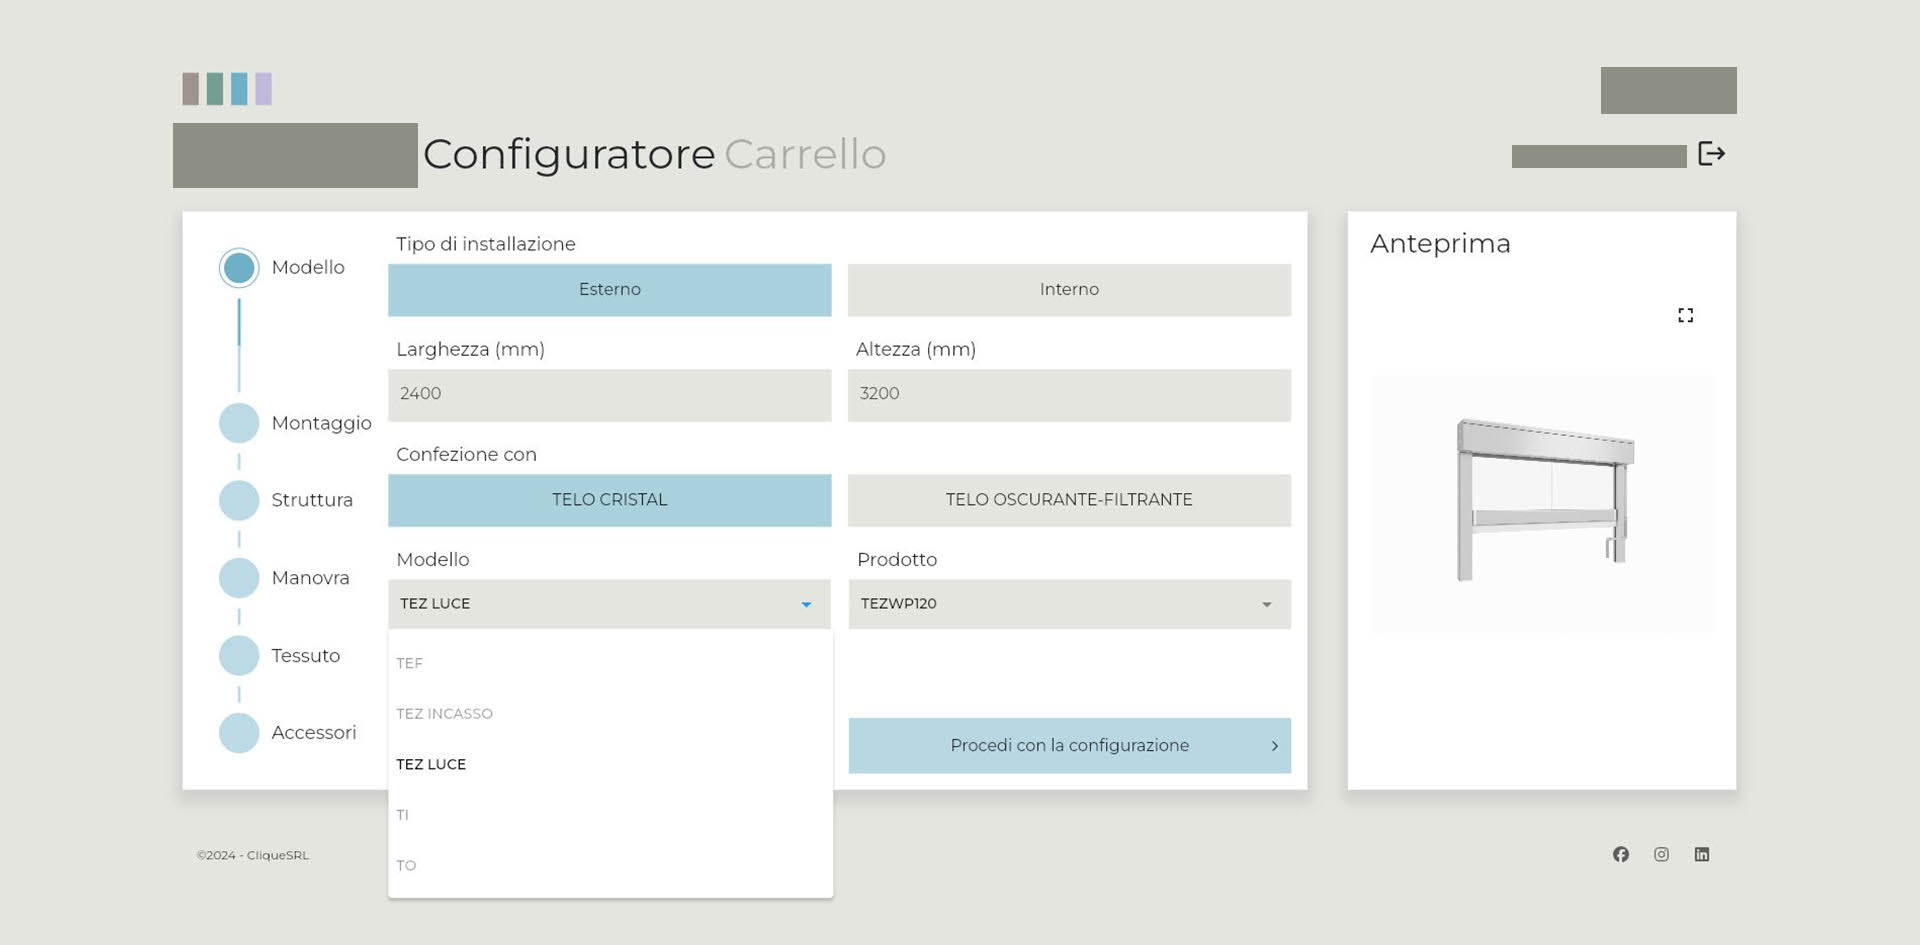 Configuratore Carrello
Modello
Montaggio
Struttura
Manovra
Tessuto
Accessori
Tipo di installazione
Esterno
Interno
Larghezza (mm)
Altezza (mm)
2400
3200
Confezione con
TELO CRISTAL
TELO OSCURANTE-FILTRANTE
Modello
Prodotto
TEZ LUCE
TEZWP120
TEF
TEZ INCASSO
TEZ LUCE
TI
TO
Procedi con la configurazione
Anteprima
©2024 - CliqueSRL